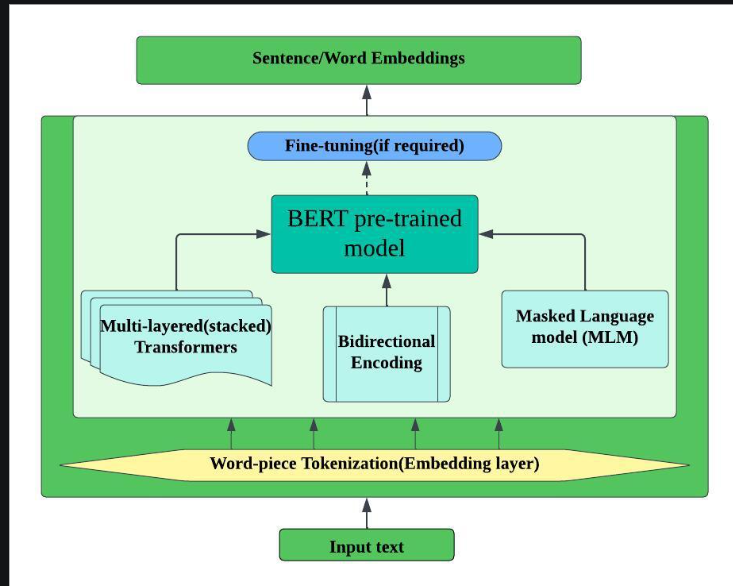 Sentence/Word Embeddings
Fine-tuning(if required)
BERT pre-trained
model
Multi-layered(stacked)
Transformers
Bidirectional
Encoding
Masked Language
model (MLM)
Word-piece Tokenization(Embedding layer)
Input text